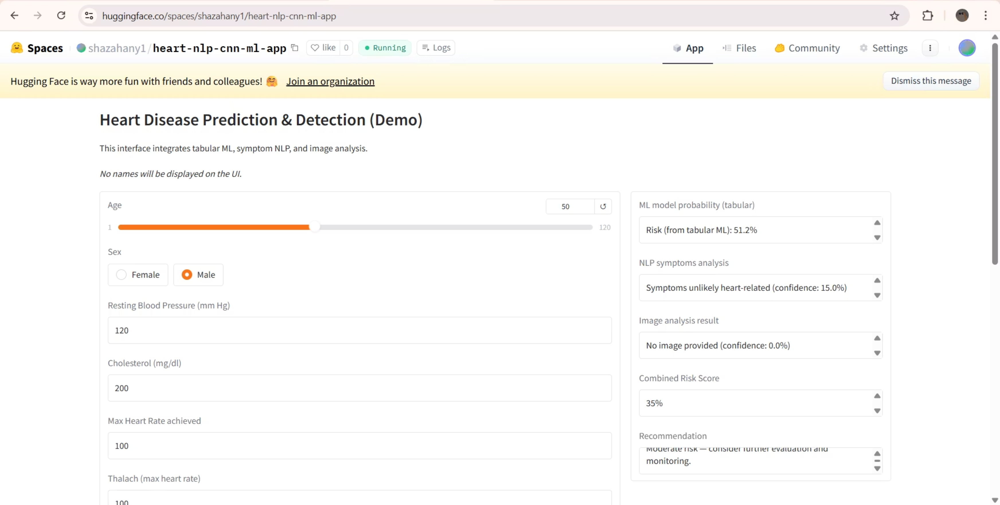 huggingface.co/spaces/shazahany1/heart-nlp-cnn-ml-app
Spaces shazahany1/heart-nlp-cnn-ml-app like 0 Running Logs App Files Community Settings
Hugging Face is way more fun with friends and colleagues! 🤗 Join an organization Dismiss this message
Heart Disease Prediction & Detection (Demo)
This interface integrates tabular ML, symptom NLP, and image analysis.
No names will be displayed on the UI.
Age 50
1 120
Sex
Female Male
Resting Blood Pressure (mm Hg)
120
Cholesterol (mg/dl)
200
Max Heart Rate achieved
100
Thalach (max heart rate)
100
ML model probability (tabular)
Risk (from tabular ML): 51.2%
NLP symptoms analysis
Symptoms unlikely heart-related (confidence: 15.0%)
Image analysis result
No image provided (confidence: 0.0%)
Combined Risk Score
35%
Recommendation
Moderate risk — consider further evaluation and
monitoring.